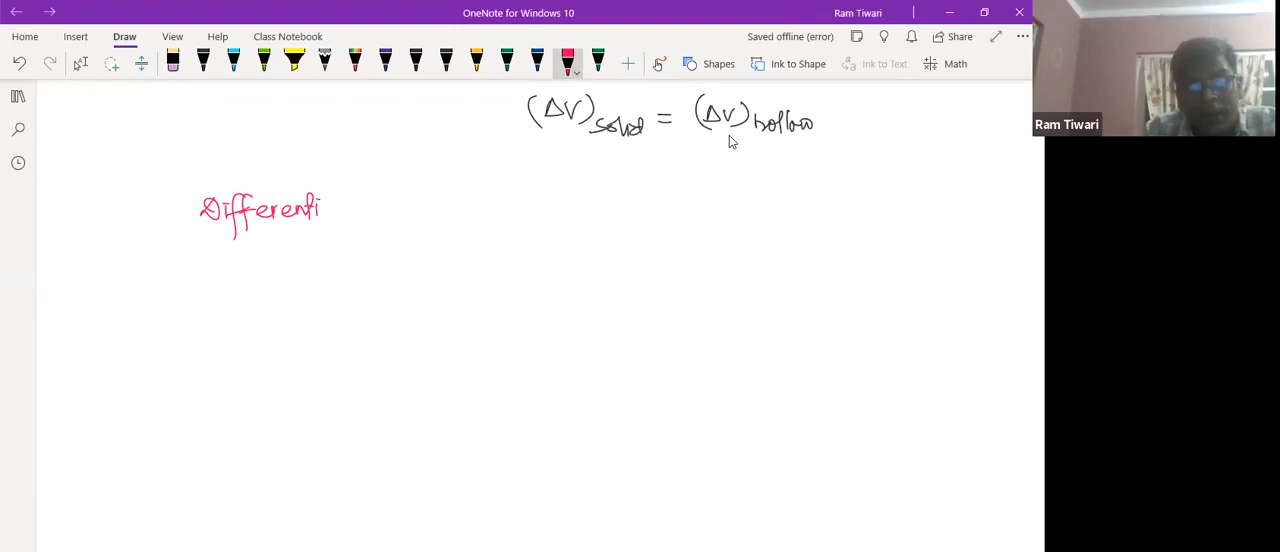 OneNote for Windows 10
Ram Tiwari
Home Insert Draw View Help Class Notebook
Saved offline (error)
Share
Shapes
Ink to Shape
Ink to Text
Math
(ΔV)solid = (ΔV)hollow
Differenti
Ram Tiwari